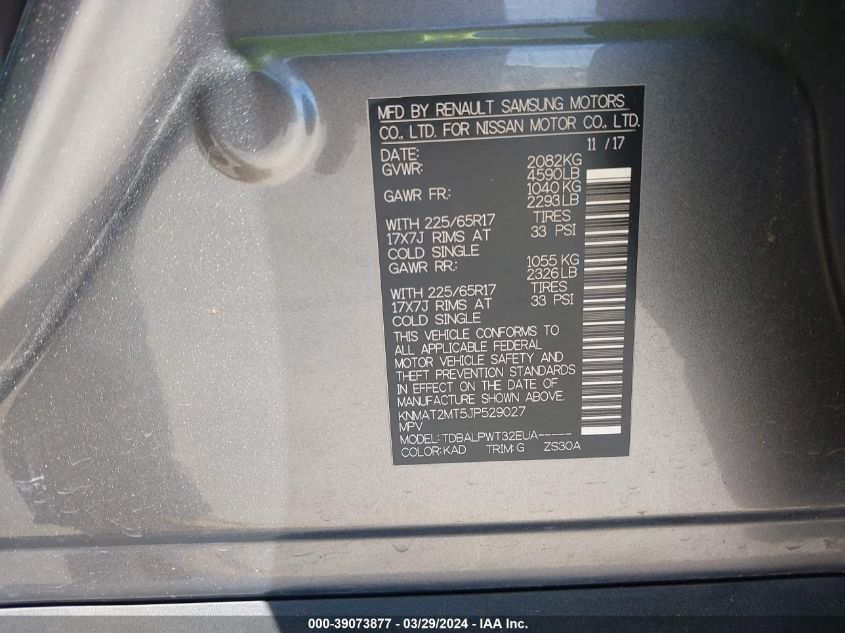 MFD BY RENAULT SAMSUNG MOTORS
CO., LTD. FOR NISSAN MOTOR CO., LTD.
DATE: 11 /17
GVWR: 2082KG
4590LB
GAWR FR: 1040 KG
2293LB
WITH 225/65R17 TIRES
17X7J RIMS AT 33 PSI
COLD SINGLE
GAWR RR: 1055 KG
2326LB
WITH 225/65R17 TIRES
17X7J RIMS AT 33 PSI
COLD SINGLE
THIS VEHICLE CONFORMS TO
ALL APPLICABLE FEDERAL
MOTOR VEHICLE SAFETY AND
THEFT PREVENTION STANDARDS
IN EFFECT ON THE DATE OF
MANUFACTURE SHOWN ABOVE.
KNMAT2MT5JP529027
MPV
MODEL: TDBALPWT32EUA-----
COLOR: KAD TRIM: G ZS30A
000-39073877 - 03/29/2024 - IAA Inc.